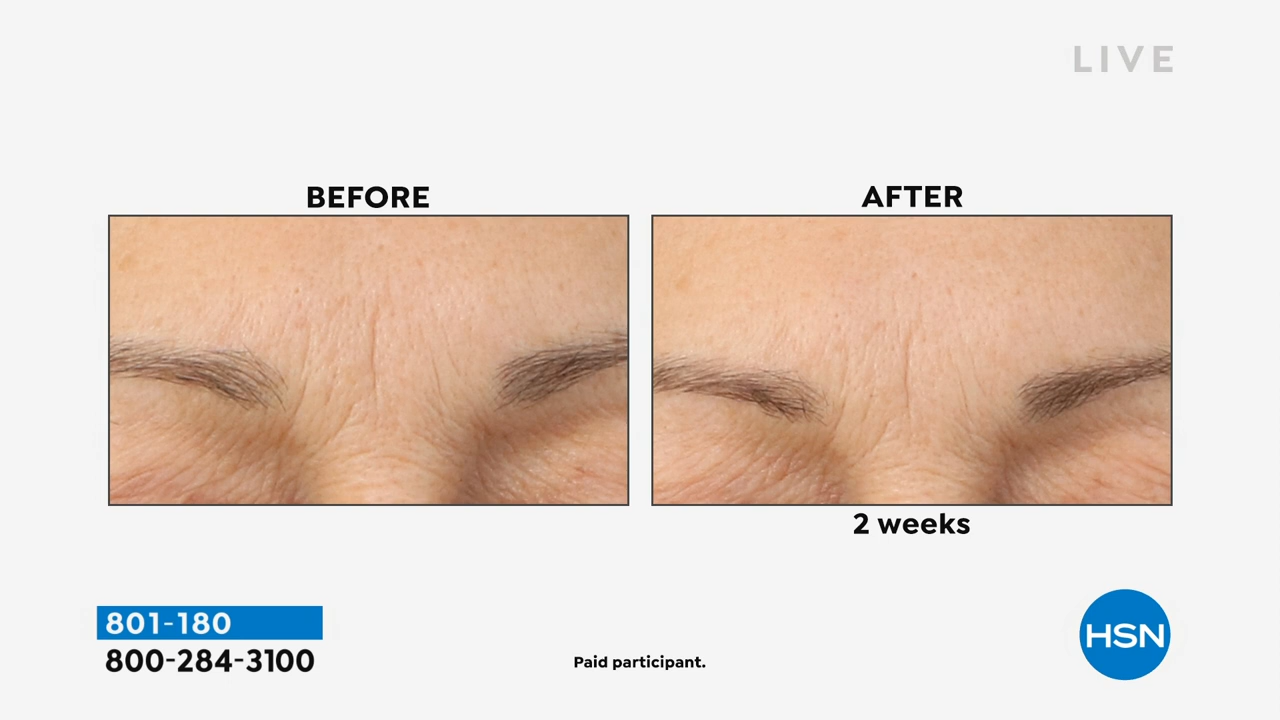 LIVE
BEFORE
AFTER
2 weeks
801-180
800-284-3100
Paid participant.
HSN